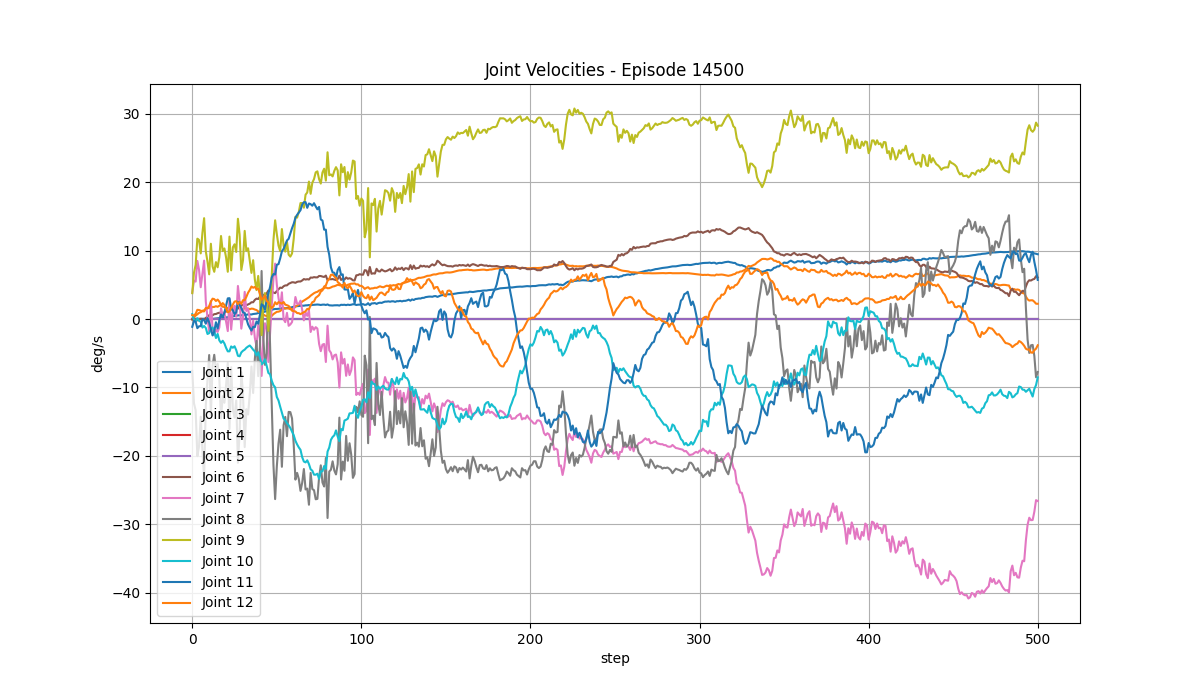 Joint Velocities - Episode 14500
deg/s
30
20
10
0
−10
−20
−30
−40
Joint 1
Joint 2
Joint 3
Joint 4
Joint 5
Joint 6
Joint 7
Joint 8
Joint 9
Joint 10
Joint 11
Joint 12
0 100 200 300 400 500
step